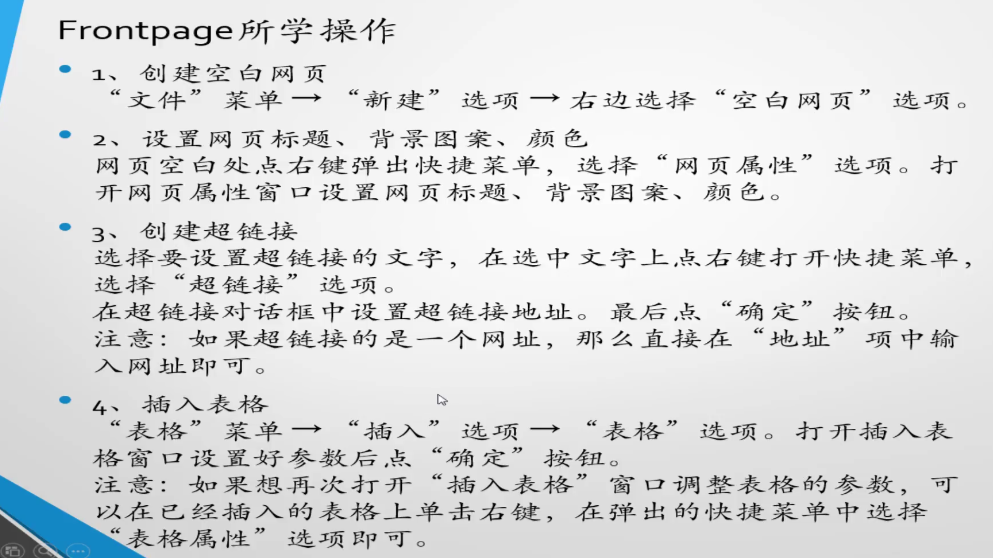 Frontpage所学操作
1、创建空白网页
“文件”菜单→“新建”选项→右边选择“空白网页”选项。
2、设置网页标题、背景图案、颜色
网页空白处点右键弹出快捷菜单，选择“网页属性”选项。打
开网页属性窗口设置网页标题、背景图案、颜色。
3、创建超链接
选择要设置超链接的文字，在选中文字上点右键打开快捷菜单，
选择“超链接”选项。
在超链接对话框中设置超链接地址。最后点“确定”按钮。
注意：如果超链接的是一个网址，那么直接在“地址”项中输
入网址即可。
4、插入表格
“表格”菜单→“插入”选项→“表格”选项。打开插入表
格窗口设置好参数后点“确定”按钮。
注意：如果想再次打开“插入表格”窗口调整表格的参数，可
以在已经插入的表格上单击右键，在弹出的快捷菜单中选择
“表格属性”选项即可。